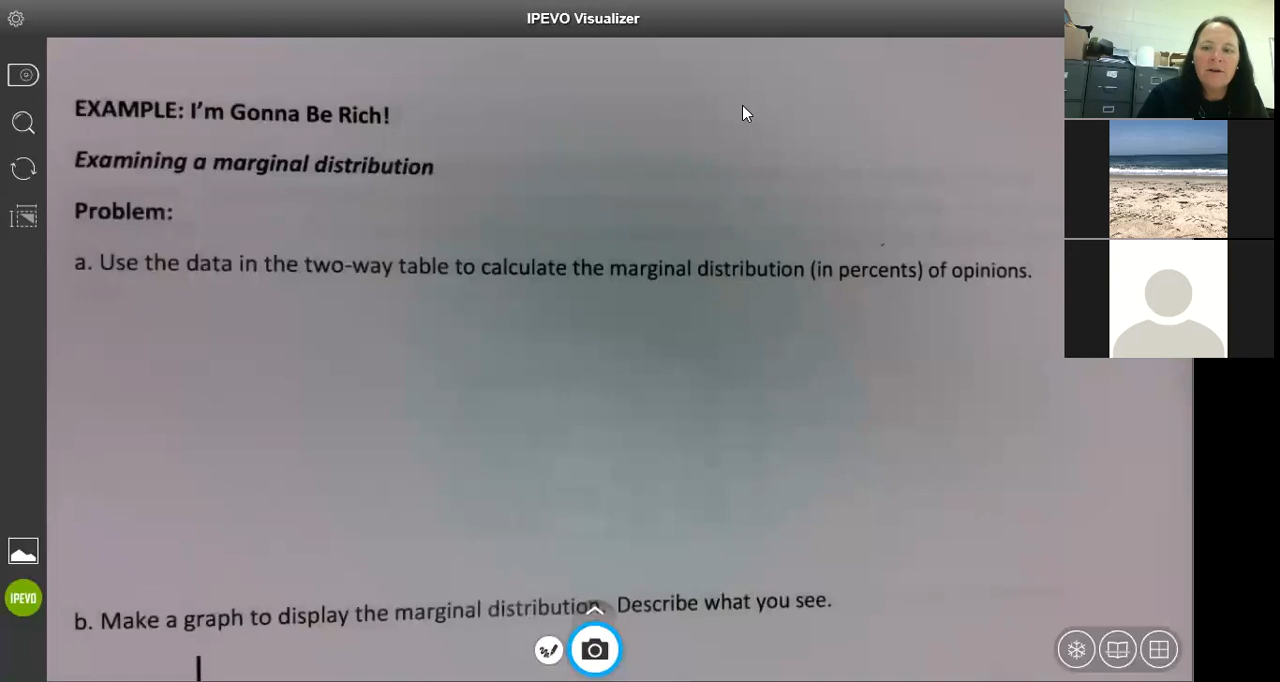 IPEVO Visualizer
EXAMPLE: I'm Gonna Be Rich!
Examining a marginal distribution
Problem:
a. Use the data in the two-way table to calculate the marginal distribution (in percents) of opinions.
b. Make a graph to display the marginal distribution. Describe what you see.
IPEVO